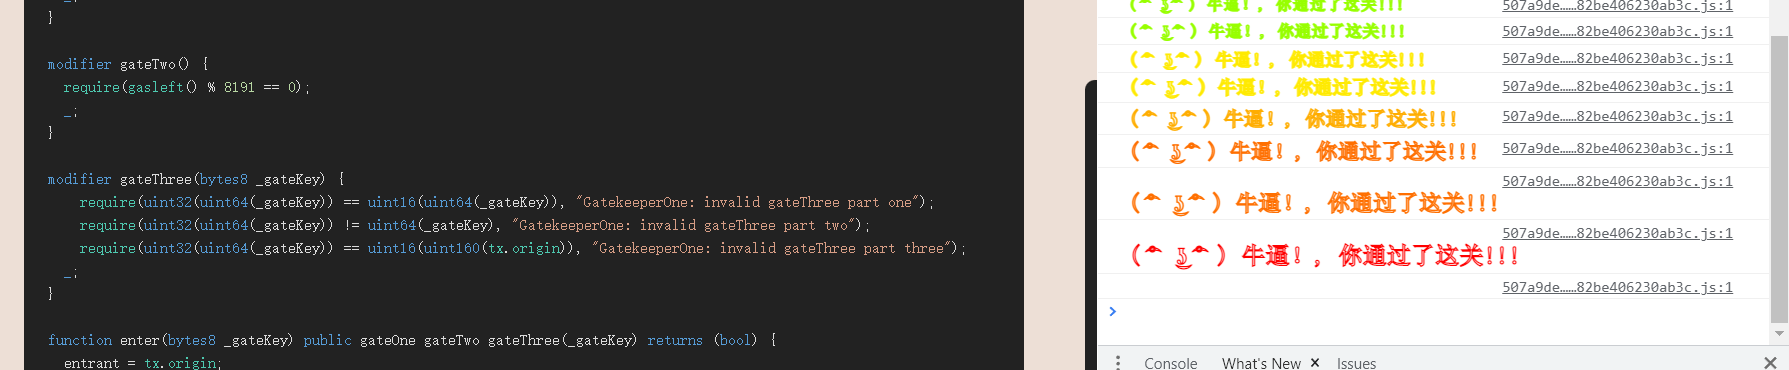 _;
}
modifier gateTwo() {
require(gasleft() % 8191 == 0);
_;
}
modifier gateThree(bytes8 _gateKey) {
require(uint32(uint64(_gateKey)) == uint16(uint64(_gateKey)), "GatekeeperOne: invalid gateThree part one");
require(uint32(uint64(_gateKey)) != uint64(_gateKey), "GatekeeperOne: invalid gateThree part two");
require(uint32(uint64(_gateKey)) == uint16(uint160(tx.origin)), "GatekeeperOne: invalid gateThree part three");
_;
}
function enter(bytes8 _gateKey) public gateOne gateTwo gateThree(_gateKey) returns (bool) {
entrant = tx.origin;
( ͡° ͜ʖ ͡°) 牛逼!, 你通过了这关!!! 507a9de……82be406230ab3c.js:1
( ͡° ͜ʖ ͡°) 牛逼!, 你通过了这关!!! 507a9de……82be406230ab3c.js:1
( ͡° ͜ʖ ͡°) 牛逼!, 你通过了这关!!! 507a9de……82be406230ab3c.js:1
( ͡° ͜ʖ ͡°) 牛逼!, 你通过了这关!!! 507a9de……82be406230ab3c.js:1
( ͡° ͜ʖ ͡°) 牛逼!, 你通过了这关!!! 507a9de……82be406230ab3c.js:1
( ͡° ͜ʖ ͡°) 牛逼!, 你通过了这关!!! 507a9de……82be406230ab3c.js:1
507a9de……82be406230ab3c.js:1
( ͡° ͜ʖ ͡°) 牛逼!, 你通过了这关!!!
507a9de……82be406230ab3c.js:1
( ͡° ͜ʖ ͡°) 牛逼!, 你通过了这关!!!
507a9de……82be406230ab3c.js:1
>
Console What's New × Issues